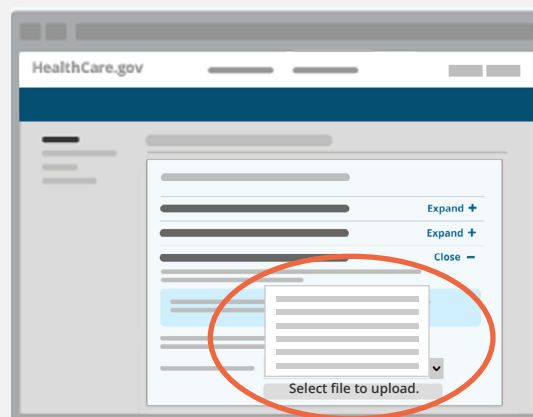 HealthCare.gov
Expand +
Expand +
Close −
Select file to upload.